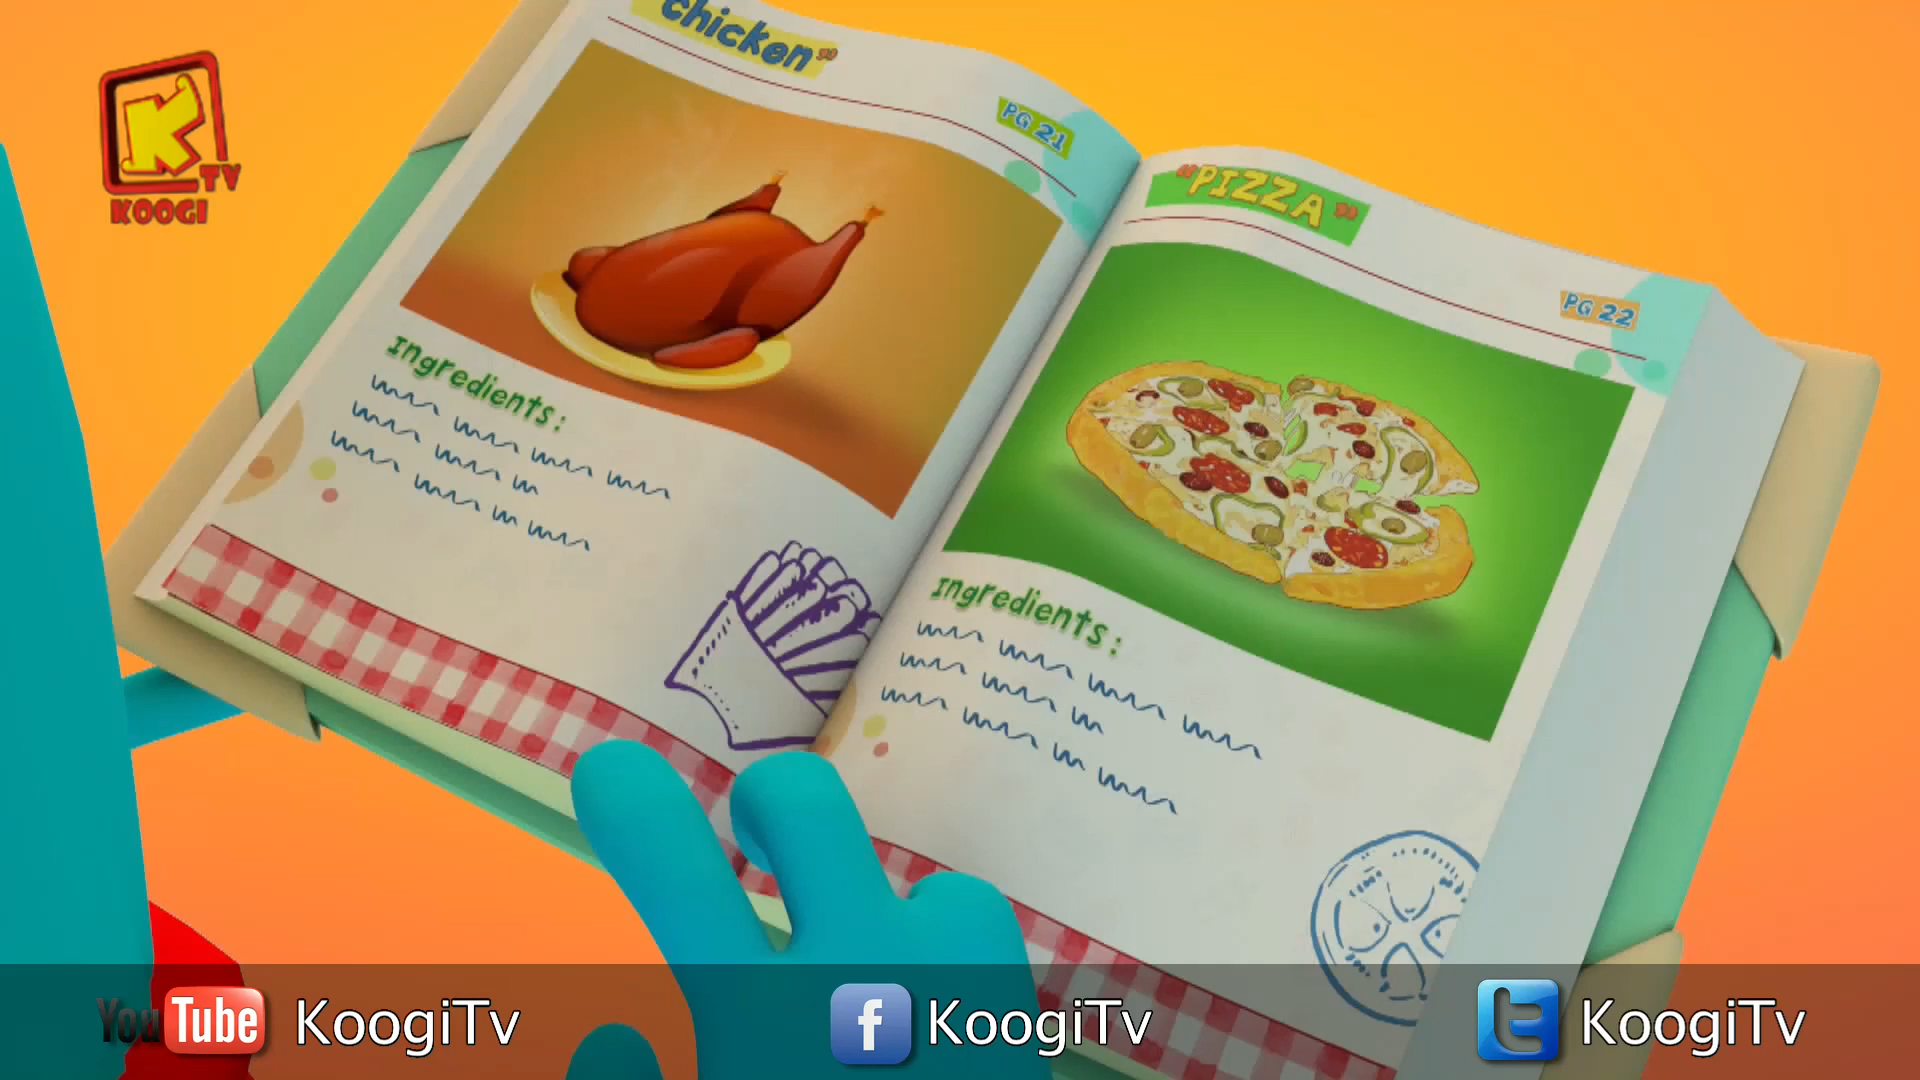 K
TV
KOOGI
chicken"
PG 21
Ingredients:
"PIZZA"
PG 22
Ingredients:
YouTube KoogiTv
f KoogiTv
t KoogiTv